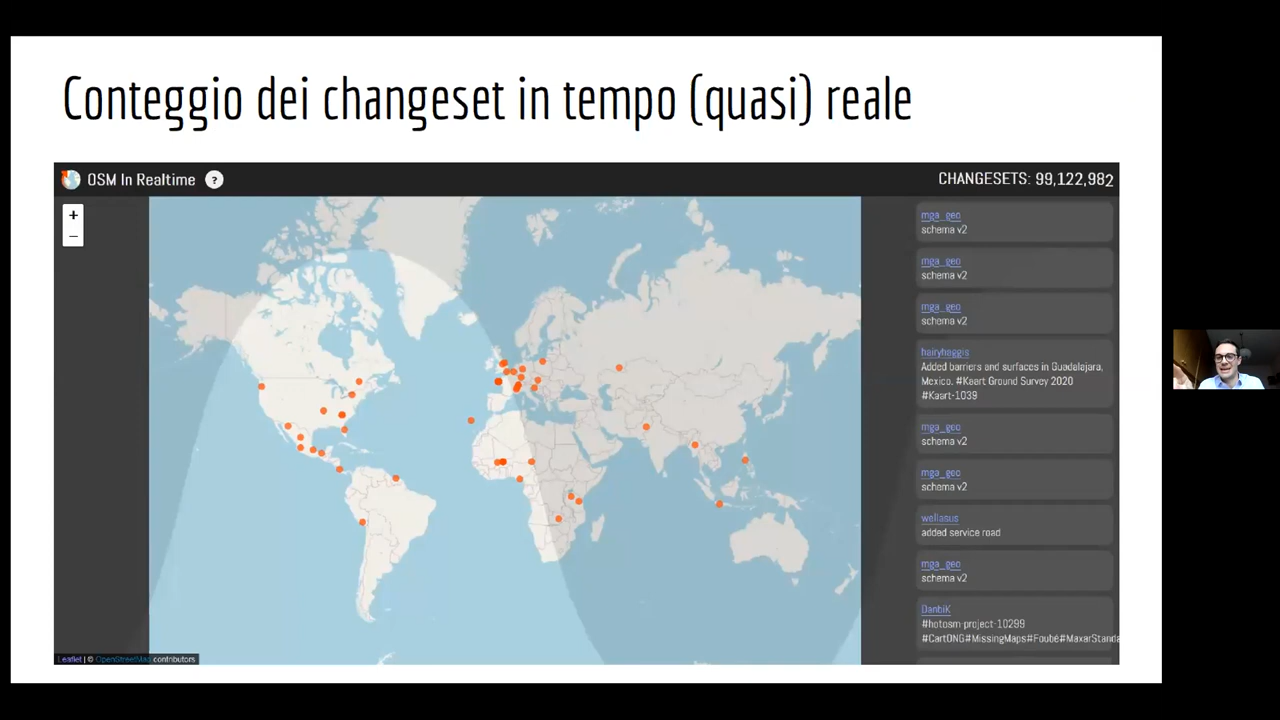 Conteggio dei changeset in tempo (quasi) reale
OSM In Realtime ?
CHANGESETS: 99,122,982
+
−
mga_geo
schema v2
mga_geo
schema v2
mga_geo
schema v2
hairyhaggis
Added barriers and surfaces in Guadalajara,
Mexico. #Kaart Ground Survey 2020
#Kaart-1039
mga_geo
schema v2
mga_geo
schema v2
wellasus
added service road
mga_geo
schema v2
DanbiK
#hotosm-project-10299
#CartONG#MissingMaps#Foubé#MaxarStanda
Leaflet | © OpenStreetMap contributors